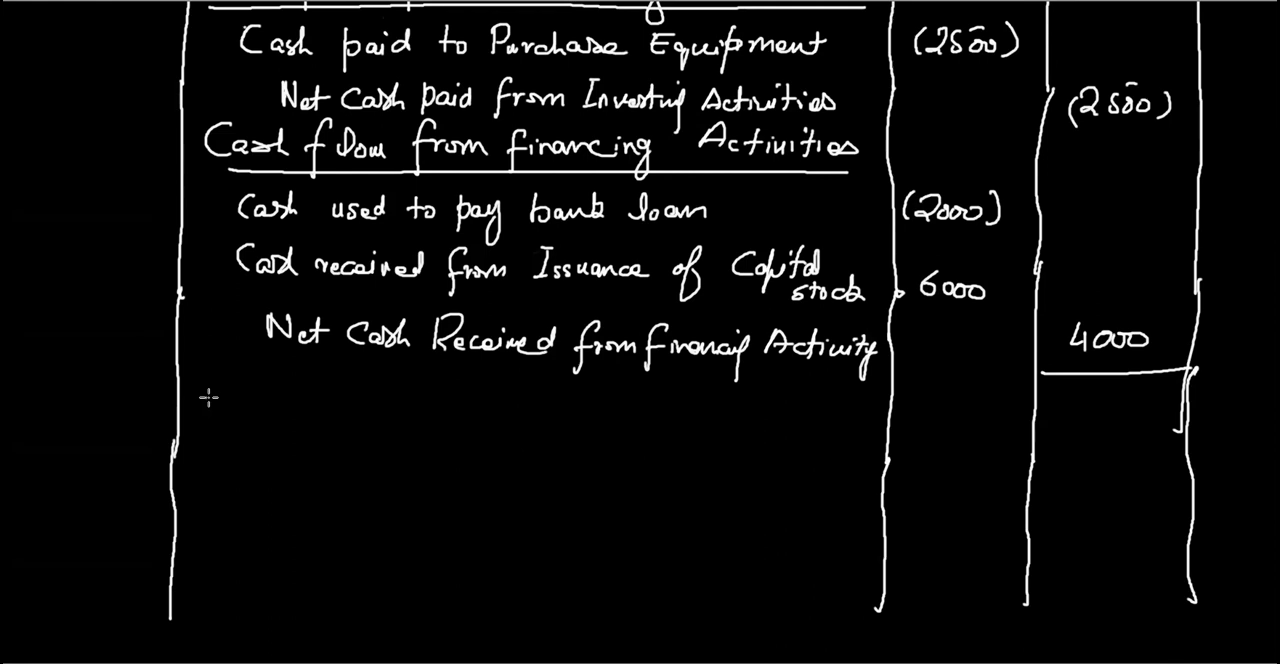 Cash paid to Purchase Equipment (2500)
Net Cash paid from Investing Activities (2500)
Cash flow from financing Activities
Cash used to pay bank loan (2000)
Cash received from Issuance of Capital stock 6000
Net Cash Received from financing Activity 4000